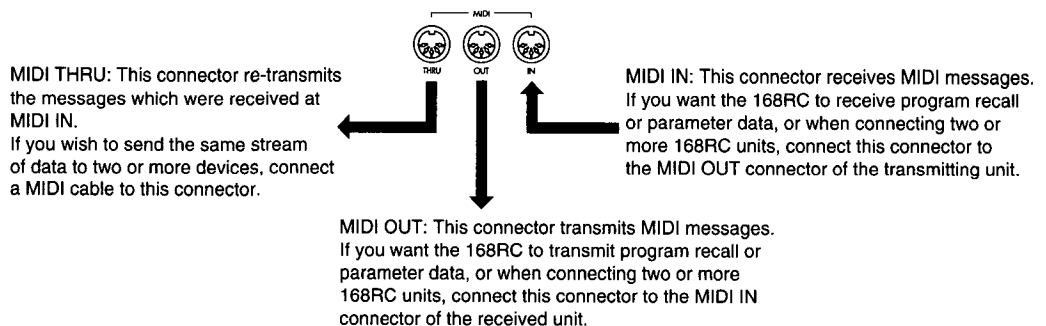 MIDI
THRU
OUT
IN
MIDI THRU: This connector re-transmits
the messages which were received at
MIDI IN.
If you wish to send the same stream
of data to two or more devices, connect
a MIDI cable to this connector.
MIDI IN: This connector receives MIDI messages.
If you want the 168RC to receive program recall
or parameter data, or when connecting two or
more 168RC units, connect this connector to
the MIDI OUT connector of the transmitting unit.
MIDI OUT: This connector transmits MIDI messages.
If you want the 168RC to transmit program recall or
parameter data, or when connecting two or more
168RC units, connect this connector to the MIDI IN
connector of the received unit.